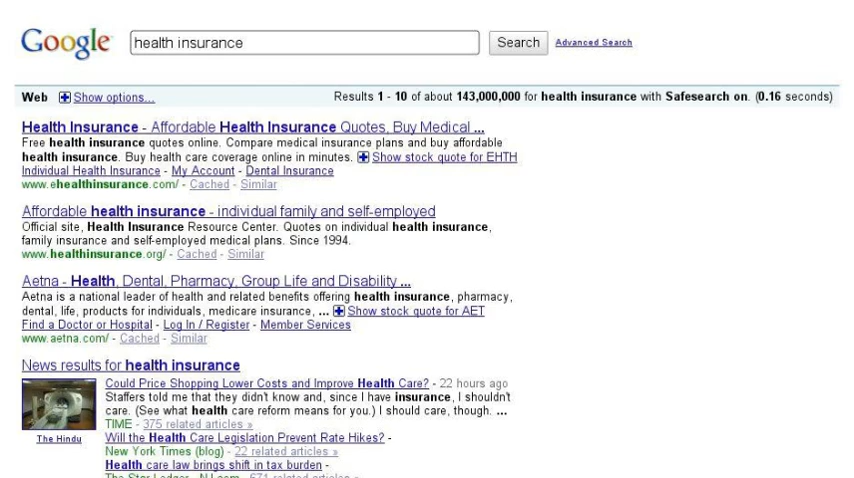 Google health insurance Search Advanced Search
Web Show options... Results 1 - 10 of about 143,000,000 for health insurance with Safesearch on. (0.16 seconds)
Health Insurance - Affordable Health Insurance Quotes, Buy Medical ...
Free health insurance quotes online. Compare medical insurance plans and buy affordable
health insurance. Buy health care coverage online in minutes. Show stock quote for EHTH
Individual Health Insurance - My Account - Dental Insurance
www.ehealthinsurance.com/ - Cached - Similar
Affordable health insurance - individual family and self-employed
Official site, Health Insurance Resource Center. Quotes on individual health insurance,
family insurance and self-employed medical plans. Since 1994.
www.healthinsurance.org/ - Cached - Similar
Aetna - Health, Dental, Pharmacy, Group Life and Disability ...
Aetna is a national leader of health and related benefits offering health insurance, pharmacy,
dental, life, products for individuals, medicare insurance, ... Show stock quote for AET
Find a Doctor or Hospital - Log In / Register - Member Services
www.aetna.com/ - Cached - Similar
News results for health insurance
Could Price Shopping Lower Costs and Improve Health Care? - 22 hours ago
Staffers told me that they didn't know and, since I have insurance, I shouldn't
care. (See what health care reform means for you.) I should care, though. ...
TIME - 375 related articles »
The Hindu
Will the Health Care Legislation Prevent Rate Hikes? -
New York Times (blog) - 22 related articles »
Health care law brings shift in tax burden -
The Star Ledger - NJ.com - 671 related articles »